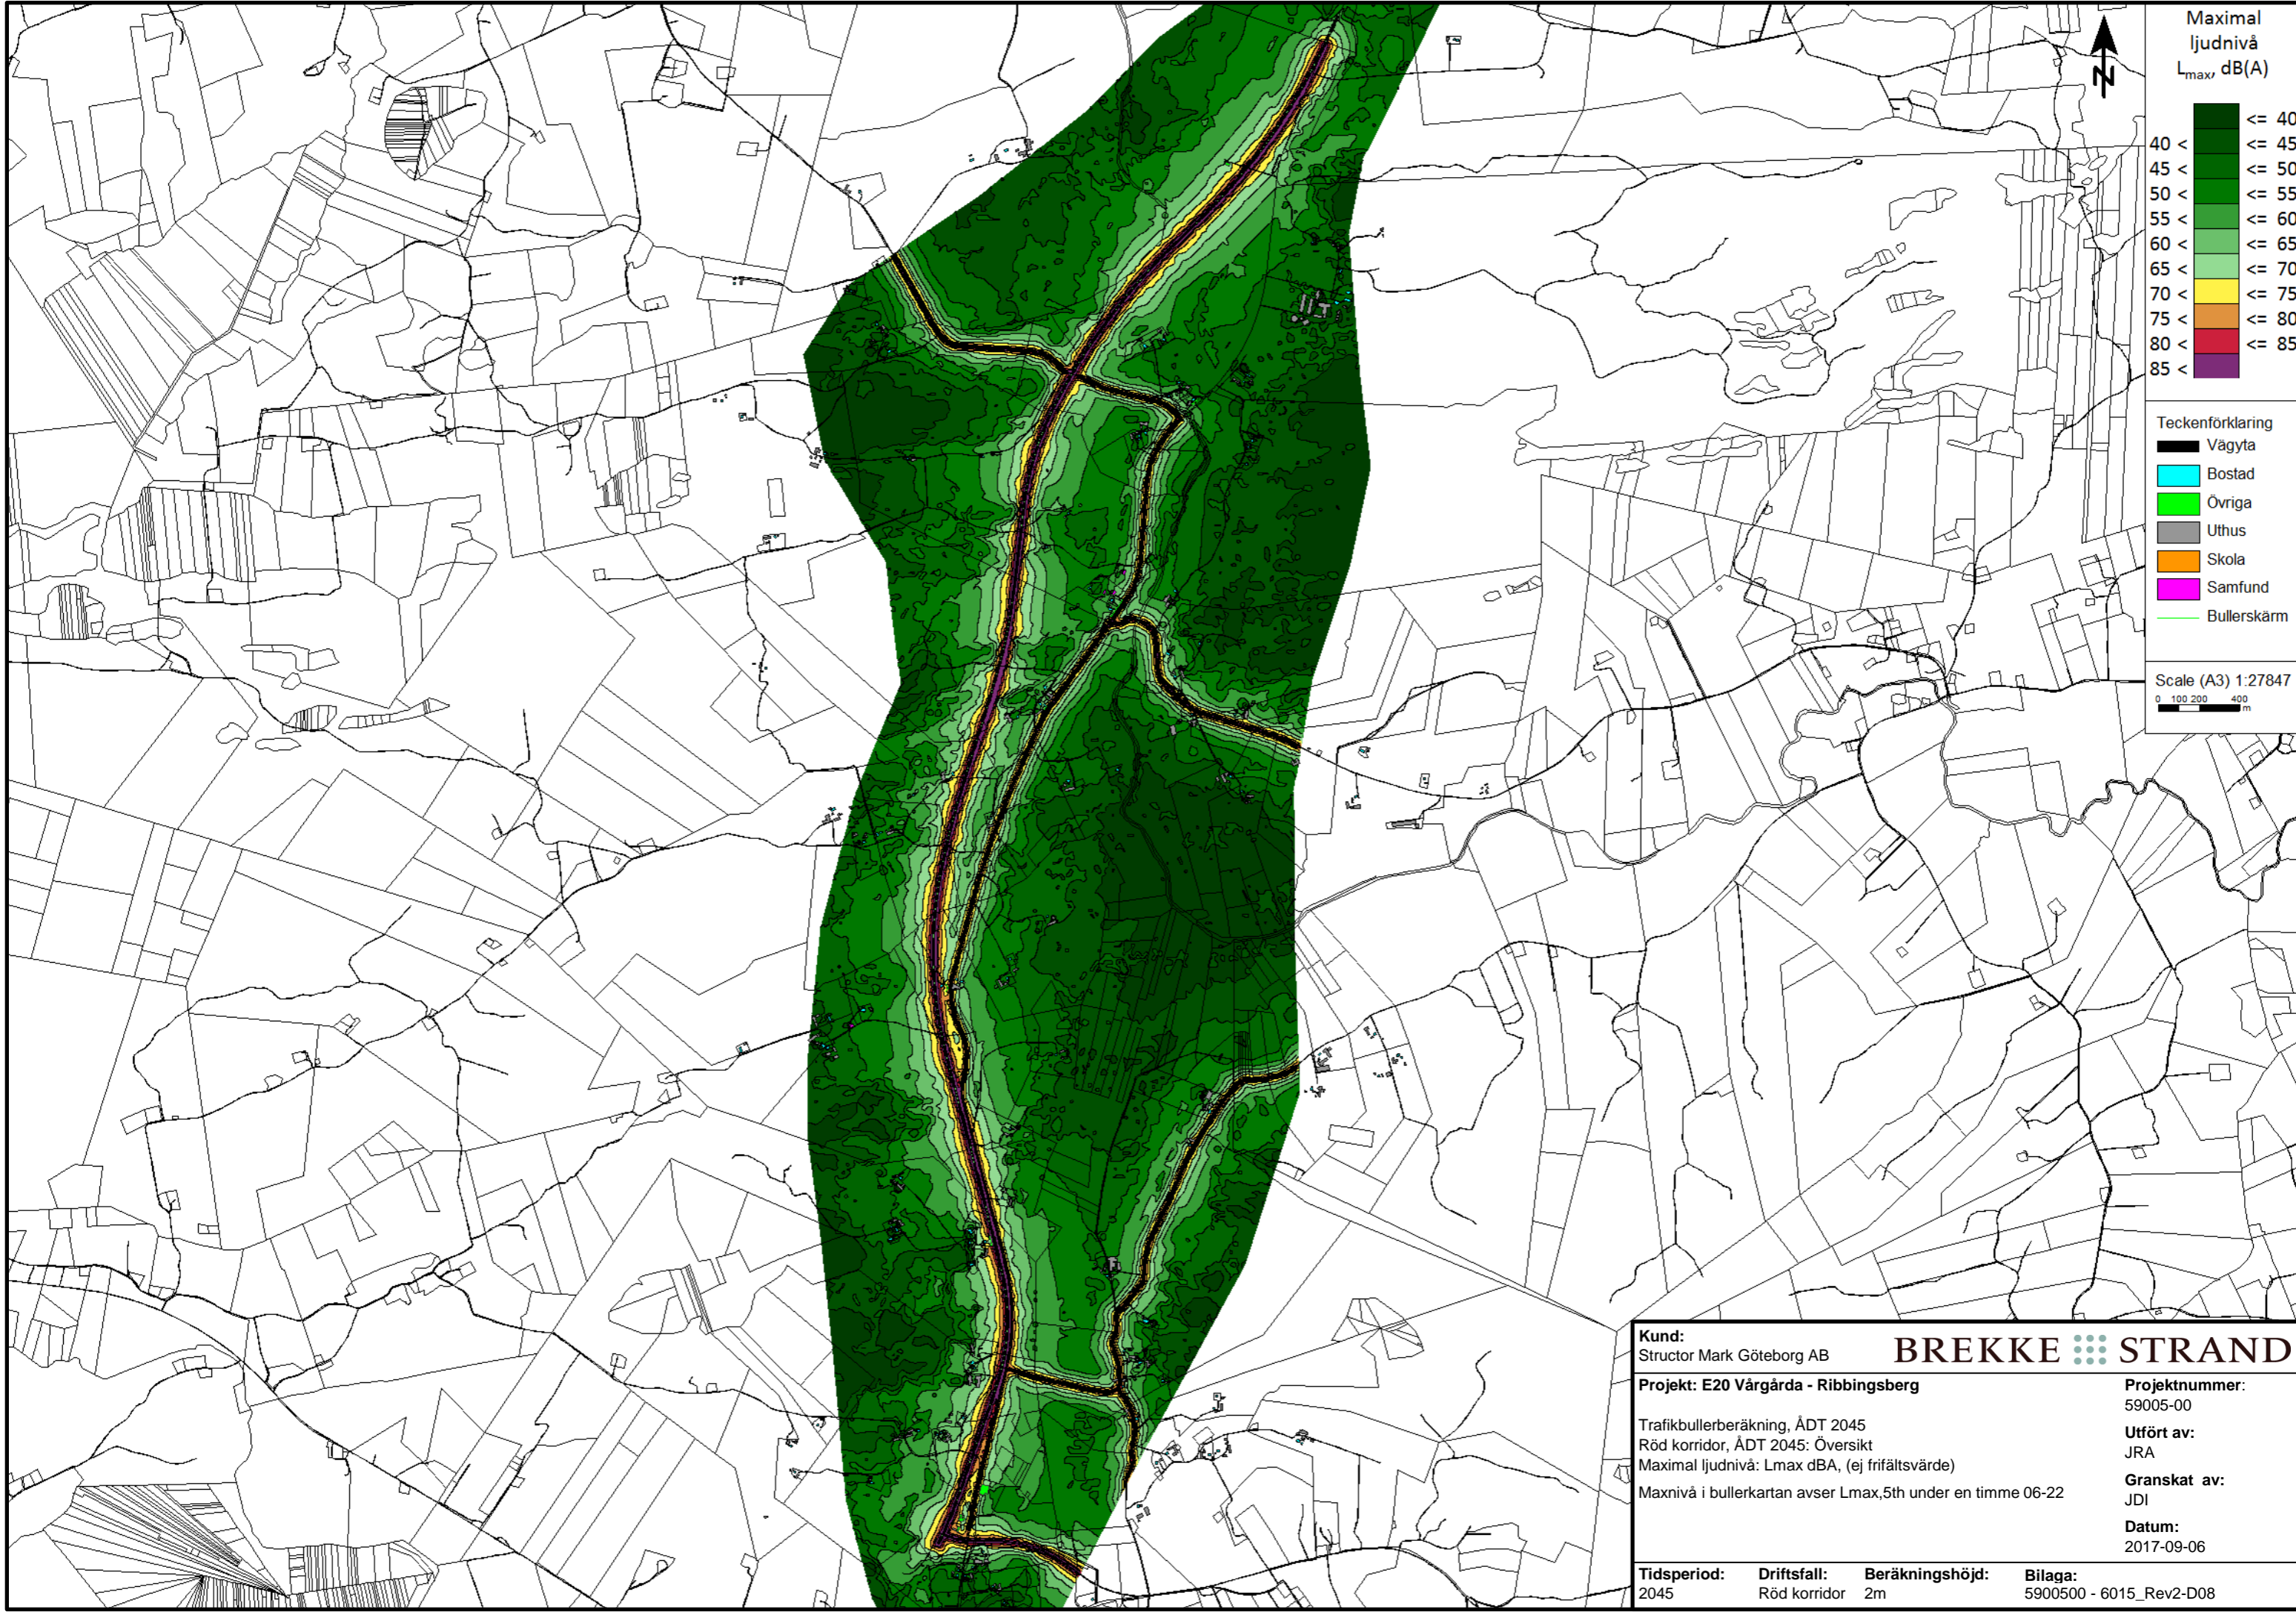 N
Maximal
ljudnivå
Lmax, dB(A)
<= 40
40 < <= 45
45 < <= 50
50 < <= 55
55 < <= 60
60 < <= 65
65 < <= 70
70 < <= 75
75 < <= 80
80 < <= 85
85 <
Teckenförklaring
Vägyta
Bostad
Övriga
Uthus
Skola
Samfund
Bullerskärm
Scale (A3) 1:27847
0 100 200 400
m
Kund:
Structor Mark Göteborg AB
BREKKE STRAND
Projekt: E20 Vårgårda - Ribbingsberg
Trafikbullerberäkning, ÅDT 2045
Röd korridor, ÅDT 2045: Översikt
Maximal ljudnivå: Lmax dBA, (ej frifältsvärde)
Maxnivå i bullerkartan avser Lmax,5th under en timme 06-22
Projektnummer:
59005-00
Utfört av:
JRA
Granskat av:
JDI
Datum:
2017-09-06
Tidsperiod: Driftsfall: Beräkningshöjd: Bilaga:
2045 Röd korridor 2m 5900500 - 6015_Rev2-D08